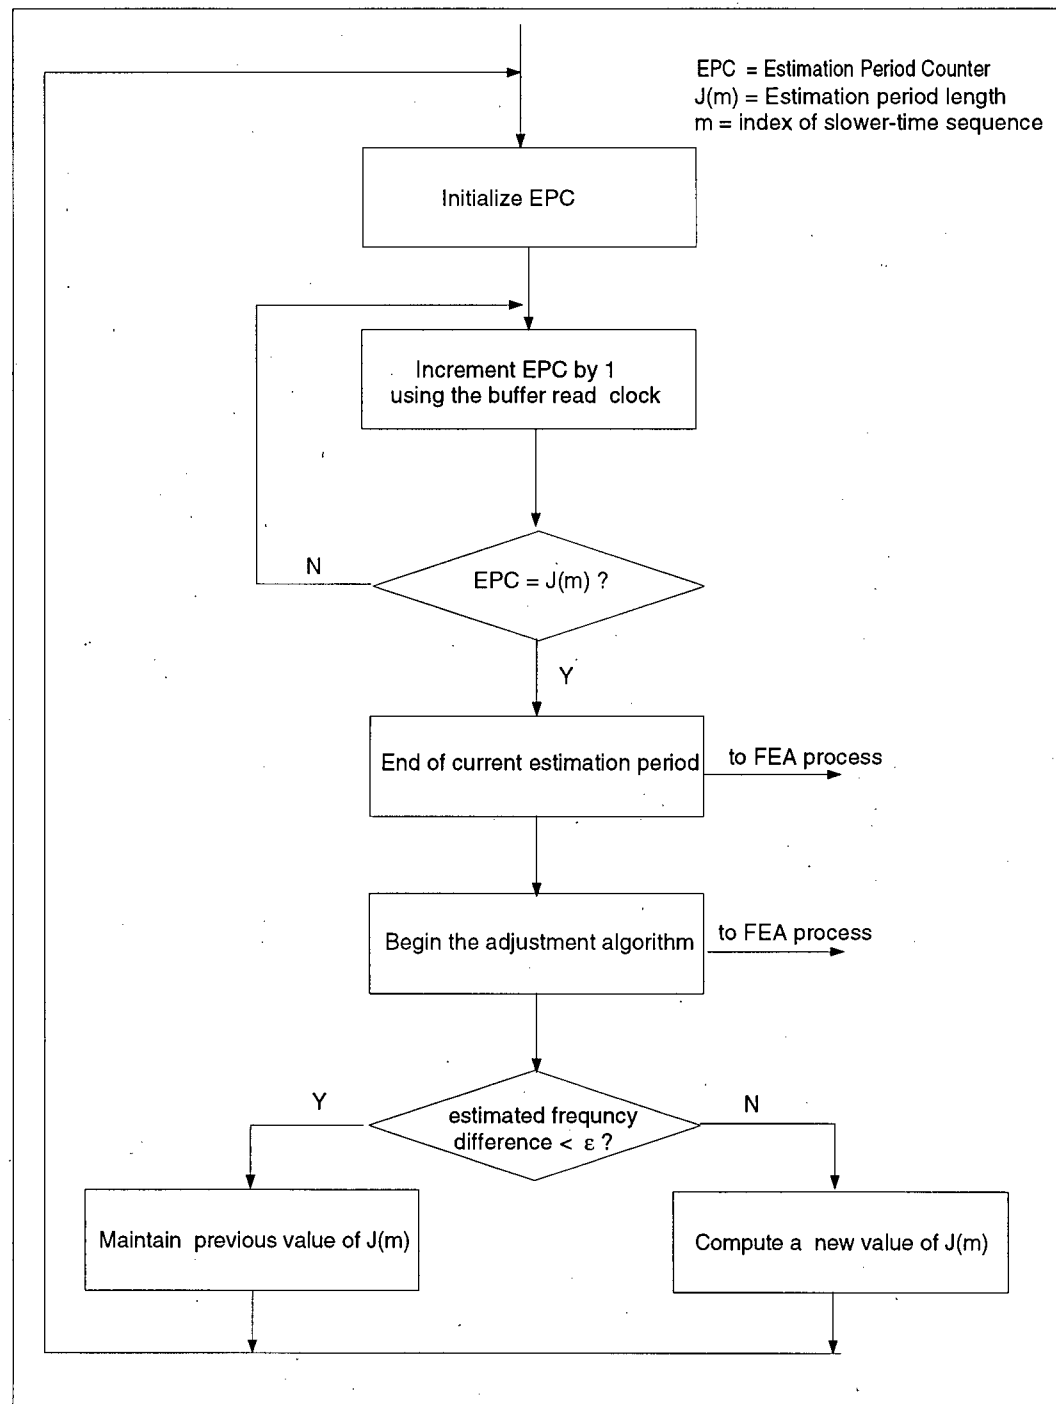 EPC = Estimation Period Counter
J(m) = Estimation period length
m = index of slower-time sequence
Initialize EPC
Increment EPC by 1
using the buffer read clock
N
EPC = J(m) ?
Y
End of current estimation period
to FEA process
Begin the adjustment algorithm
to FEA process
Y
estimated frequncy
difference < ε ?
N
Maintain previous value of J(m)
Compute a new value of J(m)